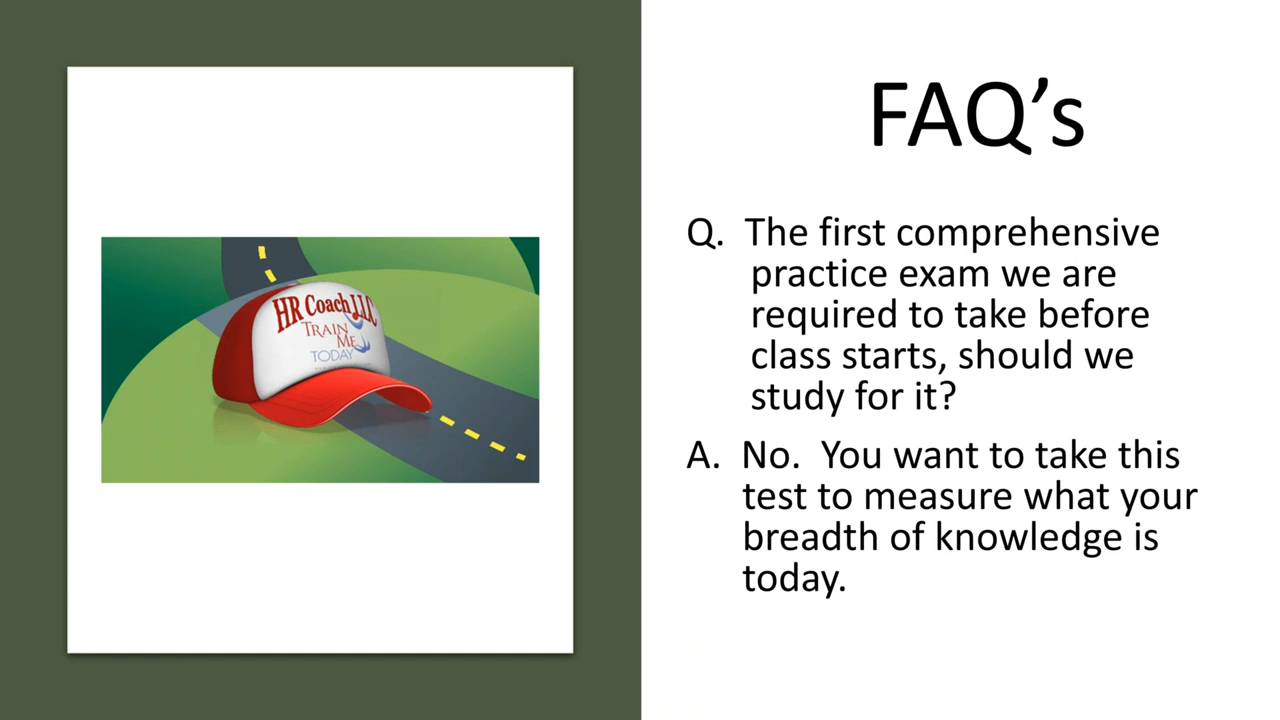 HR Coach LLC
TRAIN
ME
TODAY
FAQ’s
Q. The first comprehensive
practice exam we are
required to take before
class starts, should we
study for it?
A. No. You want to take this
test to measure what your
breadth of knowledge is
today.